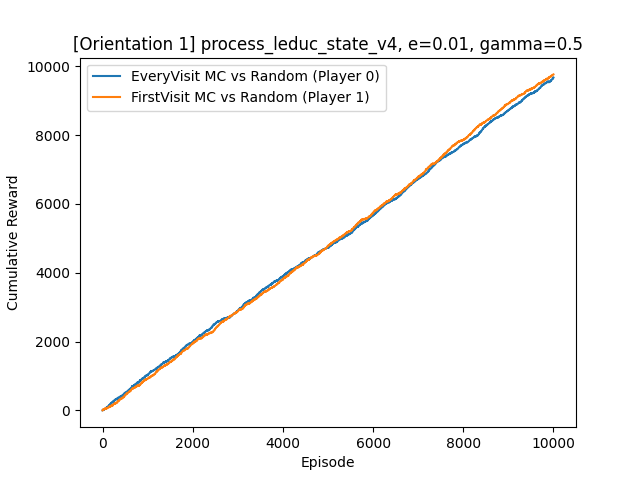 [Orientation 1] process_leduc_state_v4, e=0.01, gamma=0.5
EveryVisit MC vs Random (Player 0)
FirstVisit MC vs Random (Player 1)
Cumulative Reward
10000
8000
6000
4000
2000
0
0 2000 4000 6000 8000 10000
Episode